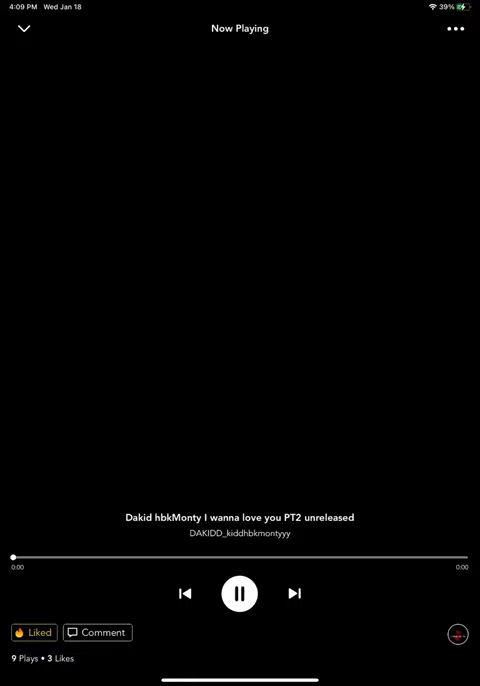 4:09 PM Wed Jan 18 39%
Now Playing
Dakid hbkMonty I wanna love you PT2 unreleased
DAKIDD_kiddhbkmontyyy
0:00 0:00
Liked Comment
9 Plays • 3 Likes